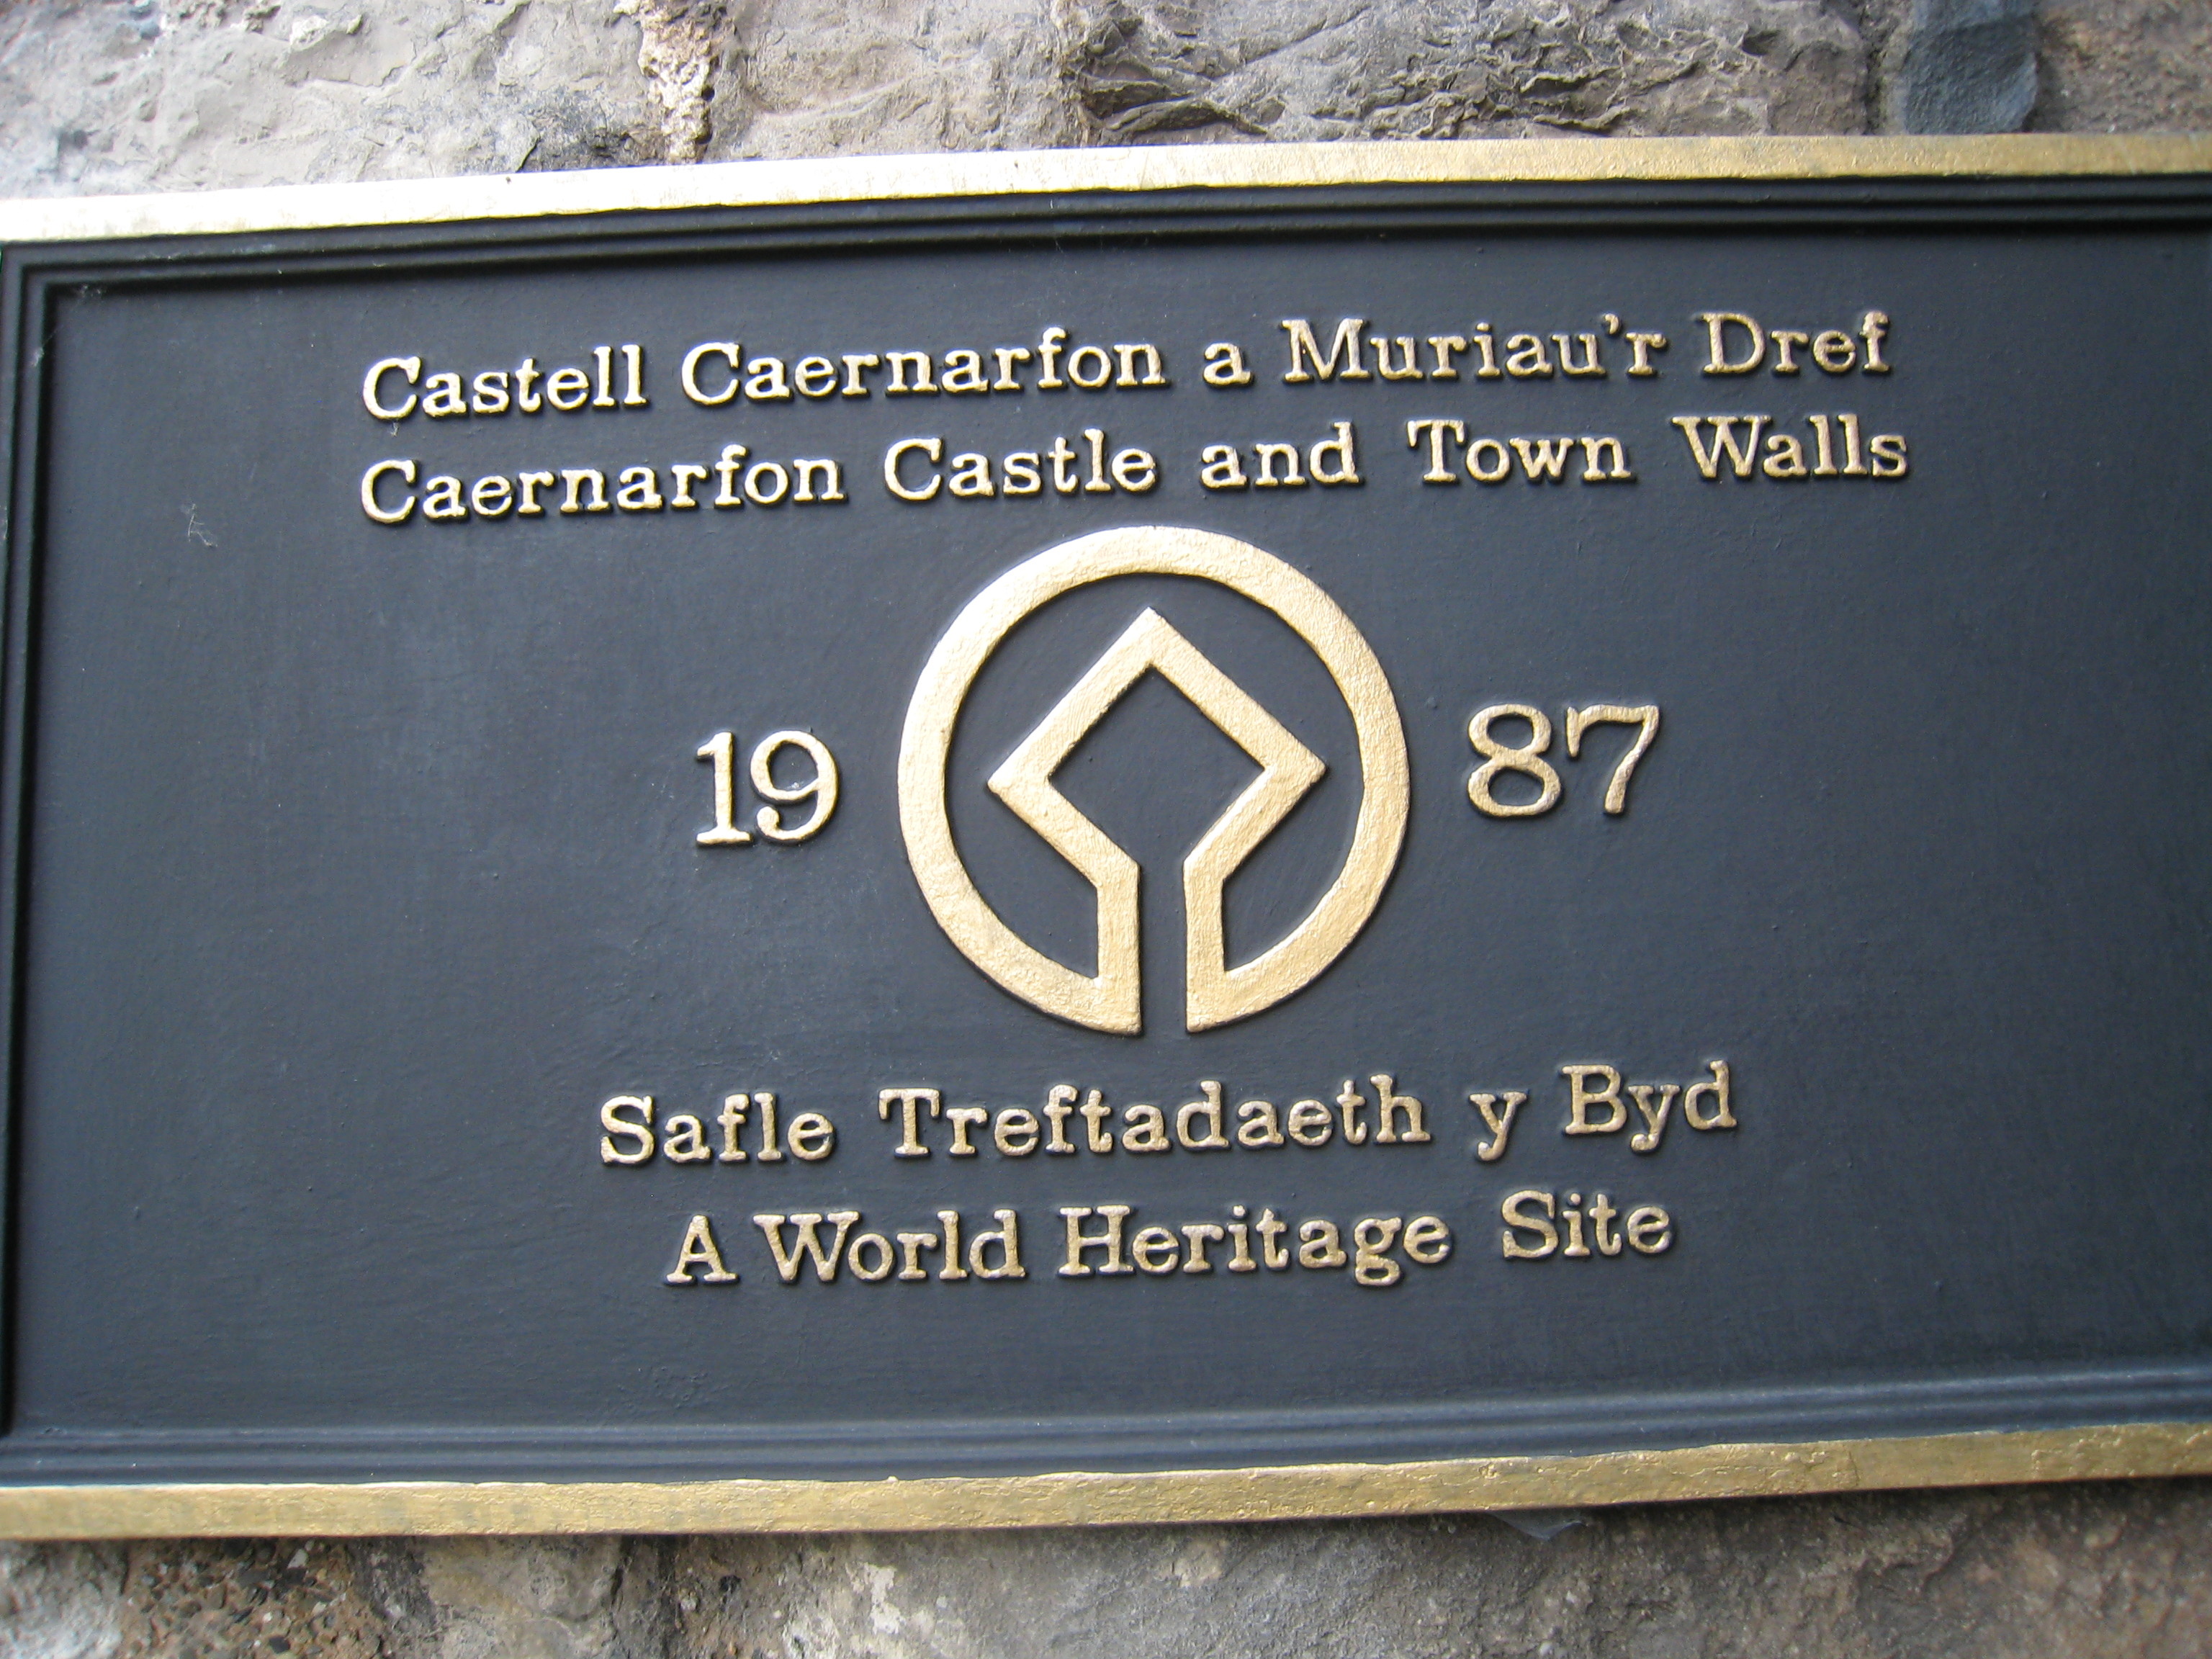 Castell Caernarfon a Muriau'r Dref
Caernarfon Castle and Town Walls
19 87
Safle Treftadaeth y Byd
A World Heritage Site